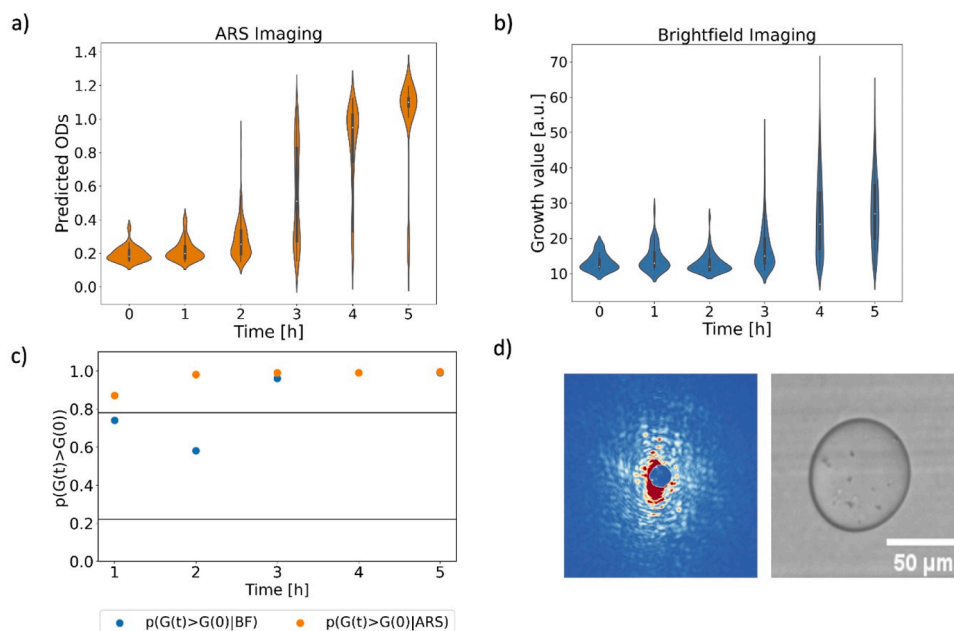 a)
ARS Imaging
Predicted ODs
1.4
1.2
1.0
0.8
0.6
0.4
0.2
0.0
0 1 2 3 4 5
Time [h]
b)
Brightfield Imaging
Growth value [a.u.]
70
60
50
40
30
20
10
0 1 2 3 4 5
Time [h]
c)
p(G(t)>G(0))
1.0
0.8
0.6
0.4
0.2
0.0
1 2 3 4 5
Time [h]
p(G(t)>G(0)|BF) p(G(t)>G(0)|ARS)
d)
50 µm